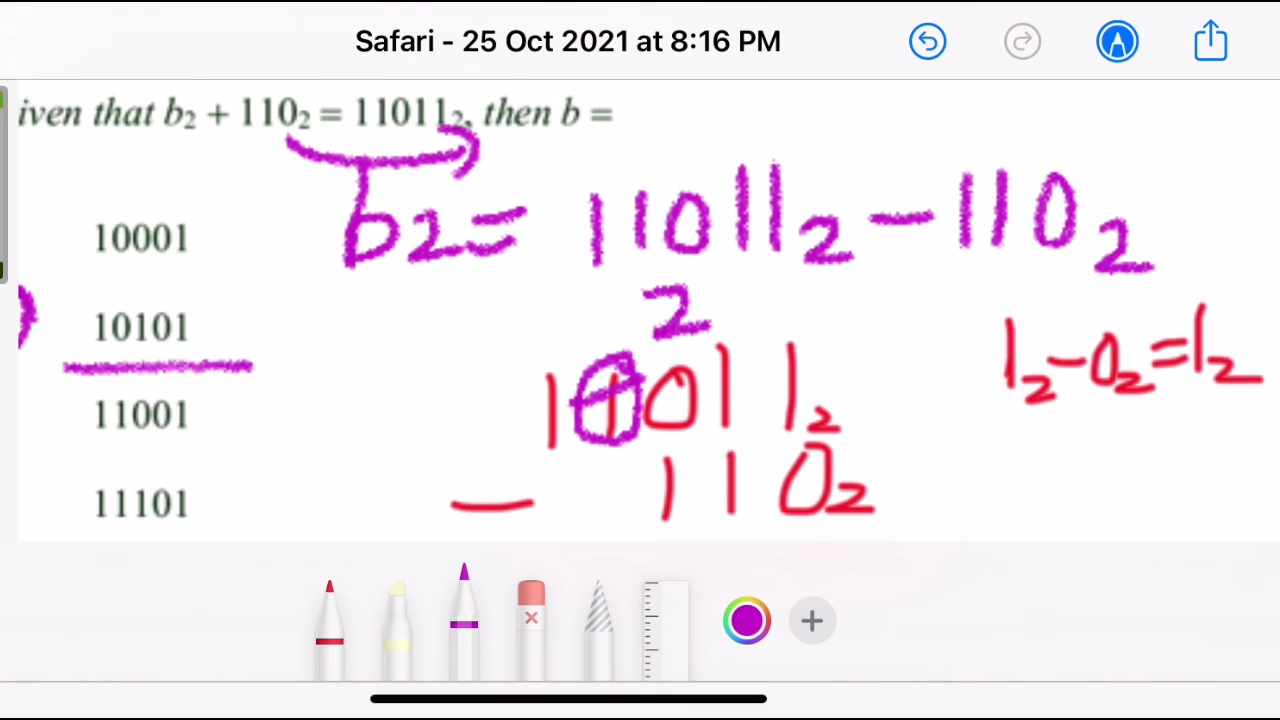 Safari - 25 Oct 2021 at 8:16 PM
iven that b₂ + 110₂ = 11011₂, then b =
b2= 11011₂ - 110₂
10001
2
10101
11011₂
1₂-0₂=1₂
11001
- 110₂
11101